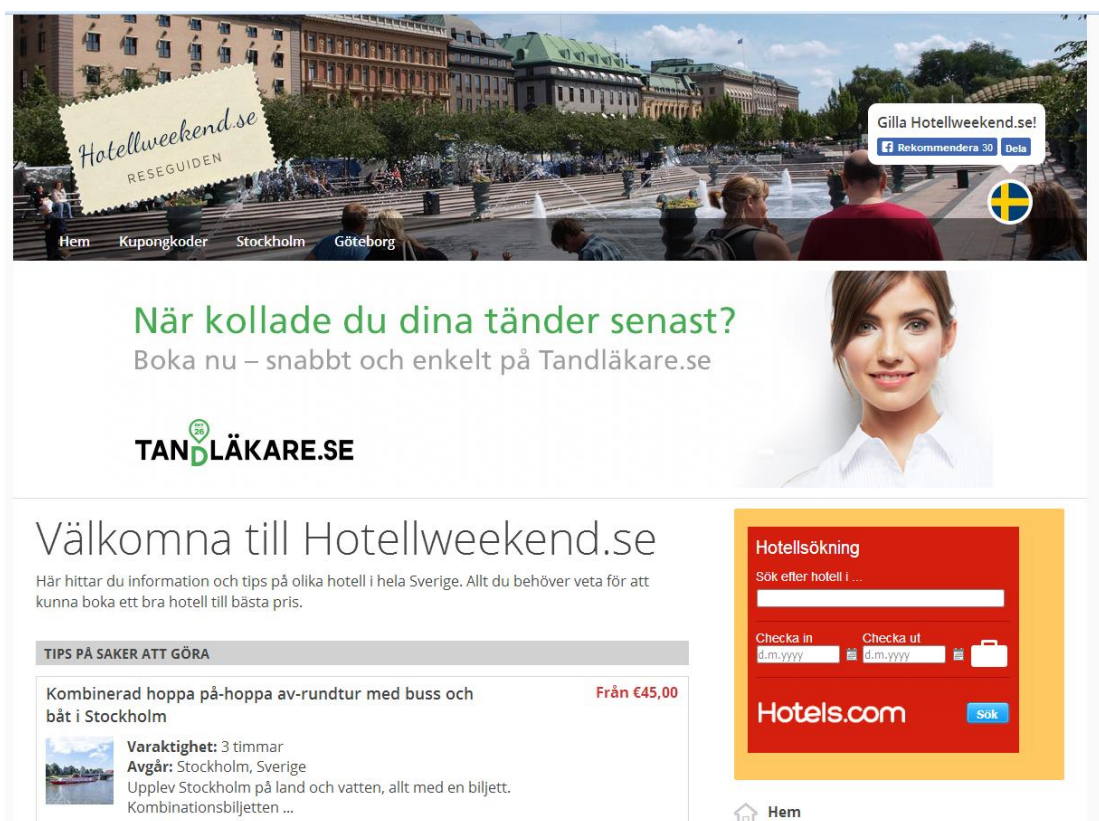 Hotellweekend.se
RESEGUIDEN
Gilla Hotellweekend.se!
Rekommendera 30 Dela
Hem Kupongkoder Stockholm Göteborg
När kollade du dina tänder senast?
Boka nu – snabbt och enkelt på Tandläkare.se
26
TANDLÄKARE.SE
Välkomna till Hotellweekend.se
Här hittar du information och tips på olika hotell i hela Sverige. Allt du behöver veta för att
kunna boka ett bra hotell till bästa pris.
TIPS PÅ SAKER ATT GÖRA
Kombinerad hoppa på-hoppa av-rundtur med buss och
båt i Stockholm
Från €45,00
Varaktighet: 3 timmar
Avgår: Stockholm, Sverige
Upplev Stockholm på land och vatten, allt med en biljett.
Kombinationsbiljetten ...
Hotellsökning
Sök efter hotell i ...
Checka in Checka ut
d.m.yyyy d.m.yyyy
Hotels.com Sök
Hem